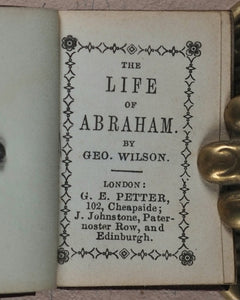 THE
LIFE
OF
ABRAHAM.
BY
GEO. WILSON.
LONDON:
G. E. PETTER,
102, Cheapside;
J. Johnstone, Pater-
noster Row, and
Edinburgh.